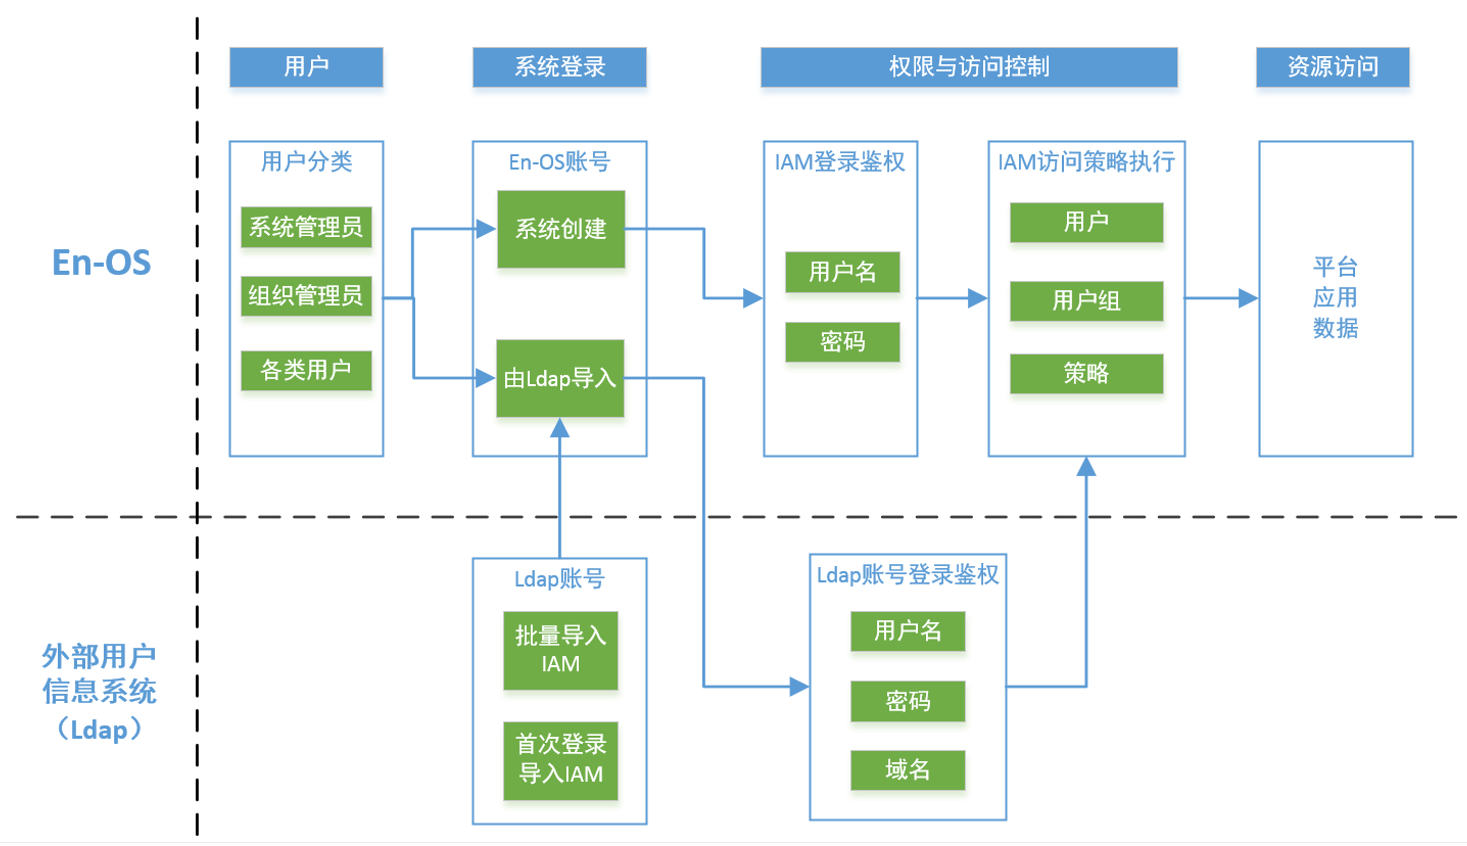 用户
系统登录
权限与访问控制
资源访问
En-OS
用户分类
系统管理员
组织管理员
各类用户
En-OS账号
系统创建
由Ldap导入
IAM登录鉴权
用户名
密码
IAM访问策略执行
用户
用户组
策略
平台
应用
数据
外部用户
信息系统
（Ldap）
Ldap账号
批量导入
IAM
首次登录
导入IAM
Ldap账号登录鉴权
用户名
密码
域名